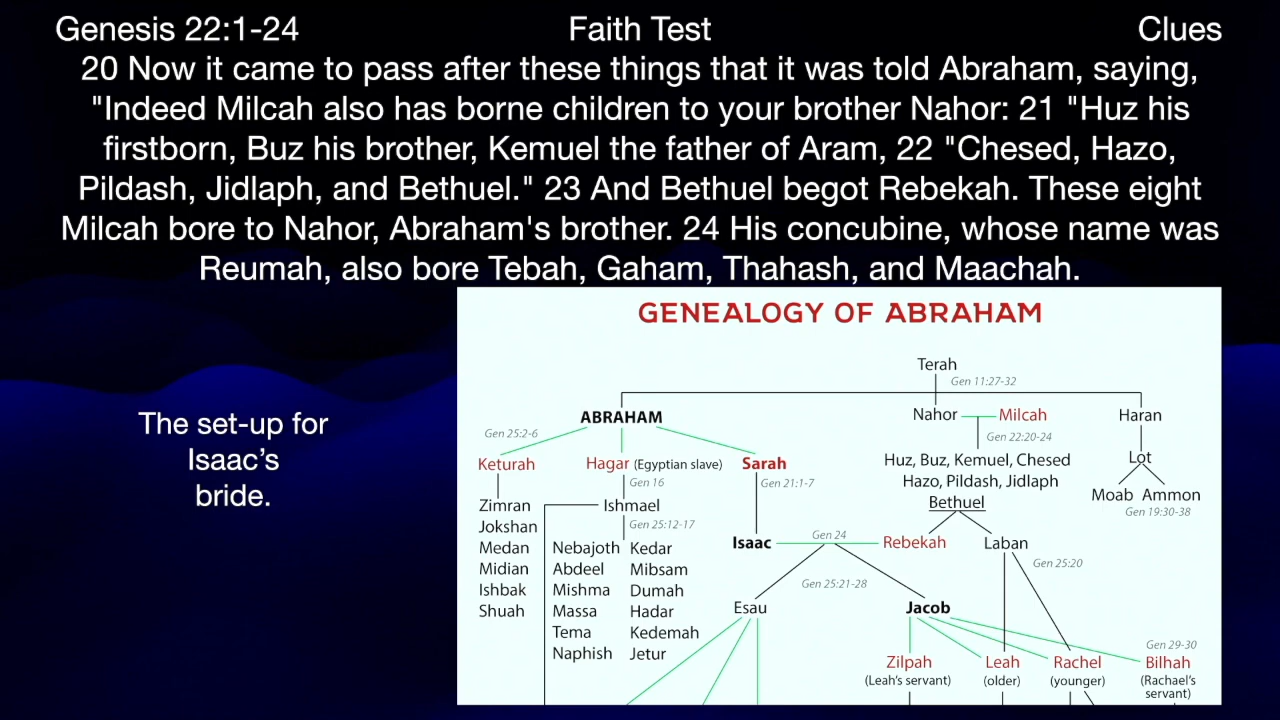 Genesis 22:1-24 Faith Test Clues
20 Now it came to pass after these things that it was told Abraham, saying,
"Indeed Milcah also has borne children to your brother Nahor: 21 "Huz his
firstborn, Buz his brother, Kemuel the father of Aram, 22 "Chesed, Hazo,
Pildash, Jidlaph, and Bethuel." 23 And Bethuel begot Rebekah. These eight
Milcah bore to Nahor, Abraham's brother. 24 His concubine, whose name was
Reumah, also bore Tebah, Gaham, Thahash, and Maachah.
The set-up for
Isaac's
bride.
GENEALOGY OF ABRAHAM
Terah
Gen 11:27-32
ABRAHAM
Nahor
Milcah
Haran
Gen 25:2-6
Gen 22:20-24
Keturah
Hagar (Egyptian slave)
Sarah
Huz, Buz, Kemuel, Chesed
Hazo, Pildash, Jidlaph
Bethuel
Lot
Gen 16
Gen 21:1-7
Moab Ammon
Gen 19:30-38
Zimran
Jokshan
Medan
Midian
Ishbak
Shuah
Ishmael
Gen 25:12-17
Nebajoth Kedar
Abdeel Mibsam
Mishma Dumah
Massa Hadar
Tema Kedemah
Naphish Jetur
Isaac
Gen 24
Rebekah
Laban
Gen 25:20
Gen 25:21-28
Esau
Jacob
Gen 29-30
Zilpah
(Leah's servant)
Leah
(older)
Rachel
(younger)
Bilhah
(Rachael's
servant)